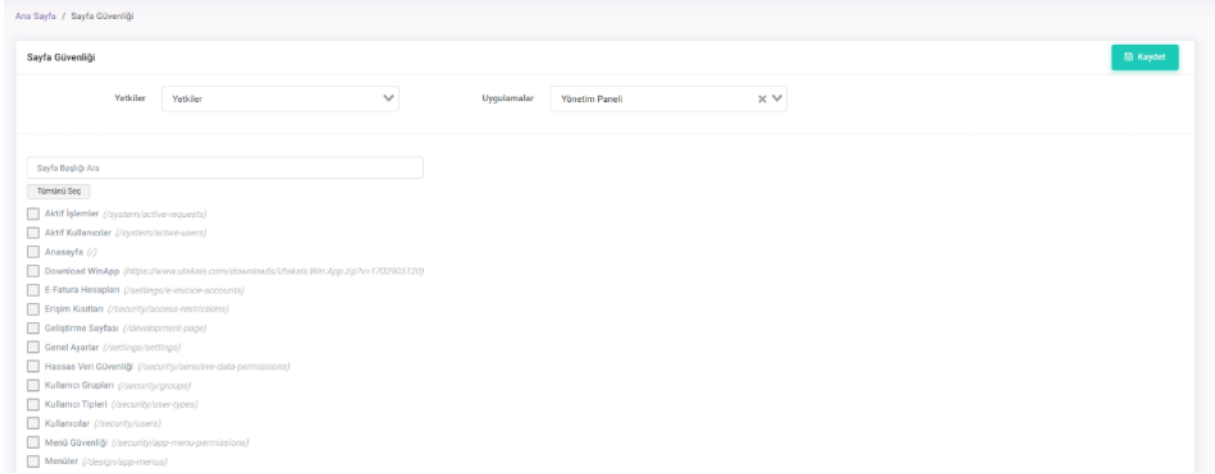 Ana Sayfa / Sayfa Güvenliği
Sayfa Güvenliği
Kaydet
Yetkiler Yetkiler Uygulamalar Yönetim Paneli
Sayfa Başlığı Ara
Tümünü Seç
Aktif İşlemler (/system/active-requests)
Aktif Kullanıcılar (/system/active-users)
Anasayfa (/)
Download WinApp (https://www.utaksis.com/downloads/Utaksis.Win.App.zip?v=1702905120)
E-Fatura Hesapları (/settings/e-invoice-accounts)
Erişim Kısıtları (/security/access-restrictions)
Geliştirme Sayfası (/development-page)
Genel Ayarlar (/settings/settings)
Hassas Veri Güvenliği (/security/sensitive-data-permissions)
Kullanıcı Grupları (/security/groups)
Kullanıcı Tipleri (/security/user-types)
Kullanıcılar (/security/users)
Menü Güvenliği (/security/app-menu-permissions)
Menüler (/design/app-menus)